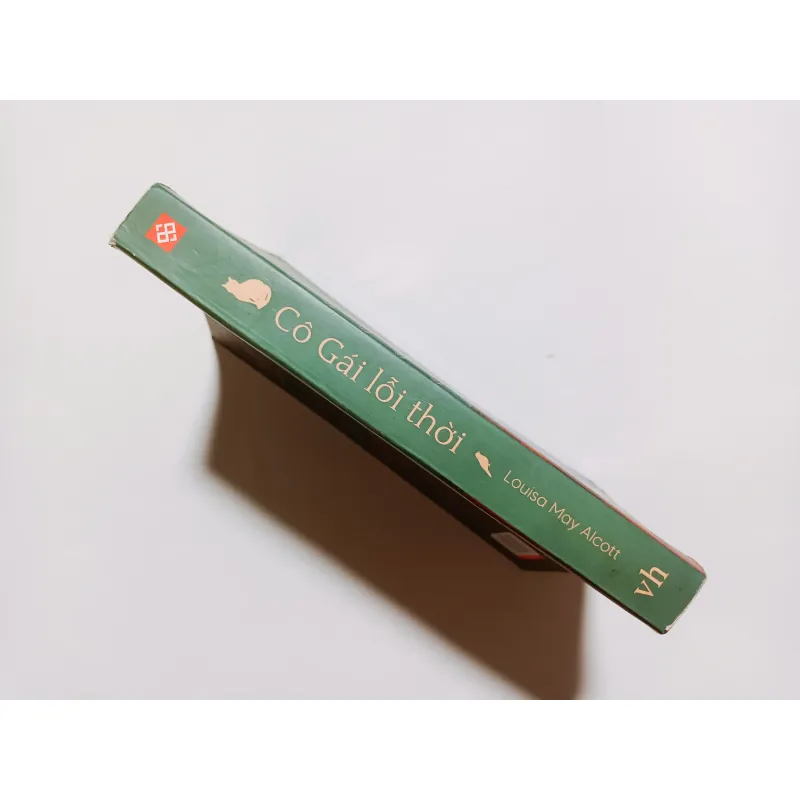 Cô Gái lỗi thời
Louisa May Alcott
vh